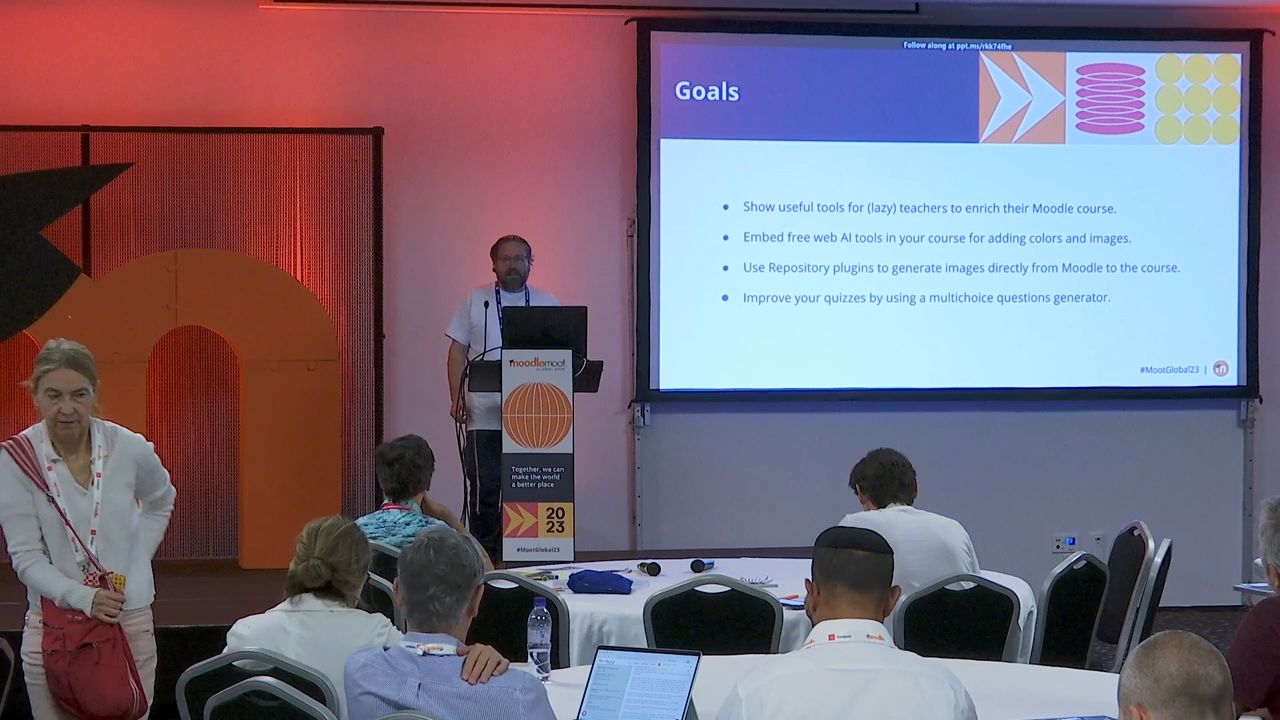 Follow along at ppt.ms/rkk74fhe
Goals
Show useful tools for (lazy) teachers to enrich their Moodle course.
Embed free web AI tools in your course for adding colors and images.
Use Repository plugins to generate images directly from Moodle to the course.
Improve your quizzes by using a multichoice questions generator.
#MootGlobal23 |
moodlemoot
GLOBAL 2023
Together, we can
make the world
a better place
20
23
#MootGlobal23